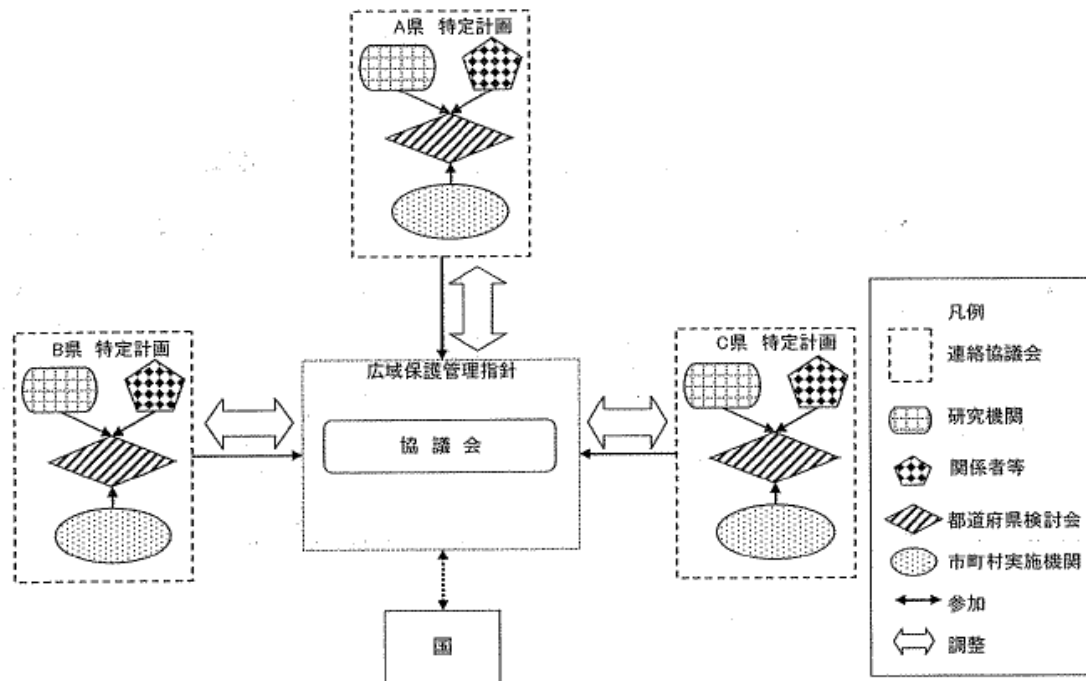 A県 特定計画
B県 特定計画
広域保護管理指針
協議会
C県 特定計画
国
凡例
連絡協議会
研究機関
関係者等
都道府県検討会
市町村実施機関
参加
調整